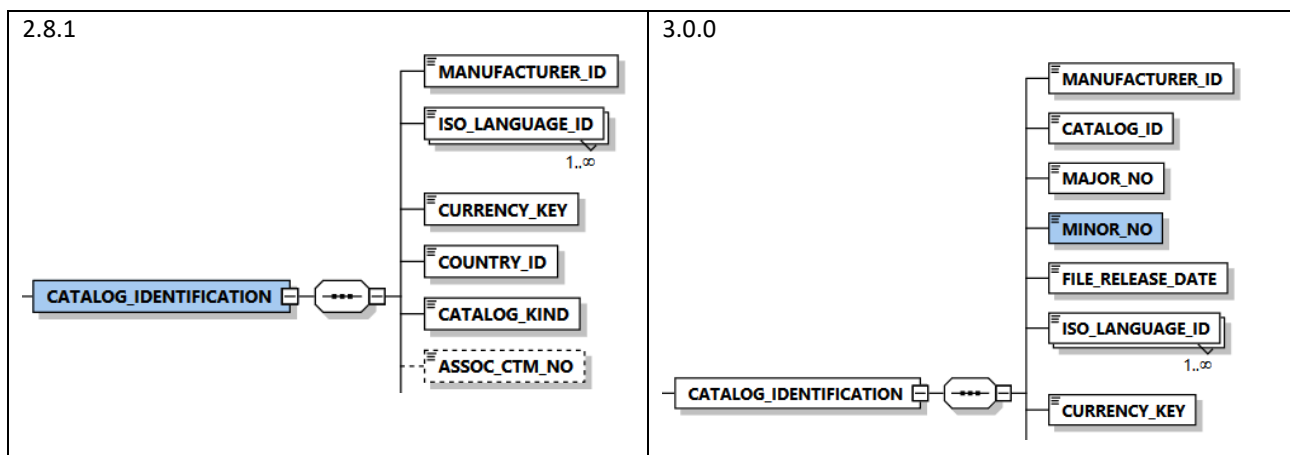 2.8.1
MANUFACTURER_ID
ISO_LANGUAGE_ID
1..∞
CURRENCY_KEY
COUNTRY_ID
CATALOG_IDENTIFICATION
CATALOG_KIND
ASSOC_CTM_NO
3.0.0
MANUFACTURER_ID
CATALOG_ID
MAJOR_NO
MINOR_NO
FILE_RELEASE_DATE
ISO_LANGUAGE_ID
1..∞
CATALOG_IDENTIFICATION
CURRENCY_KEY